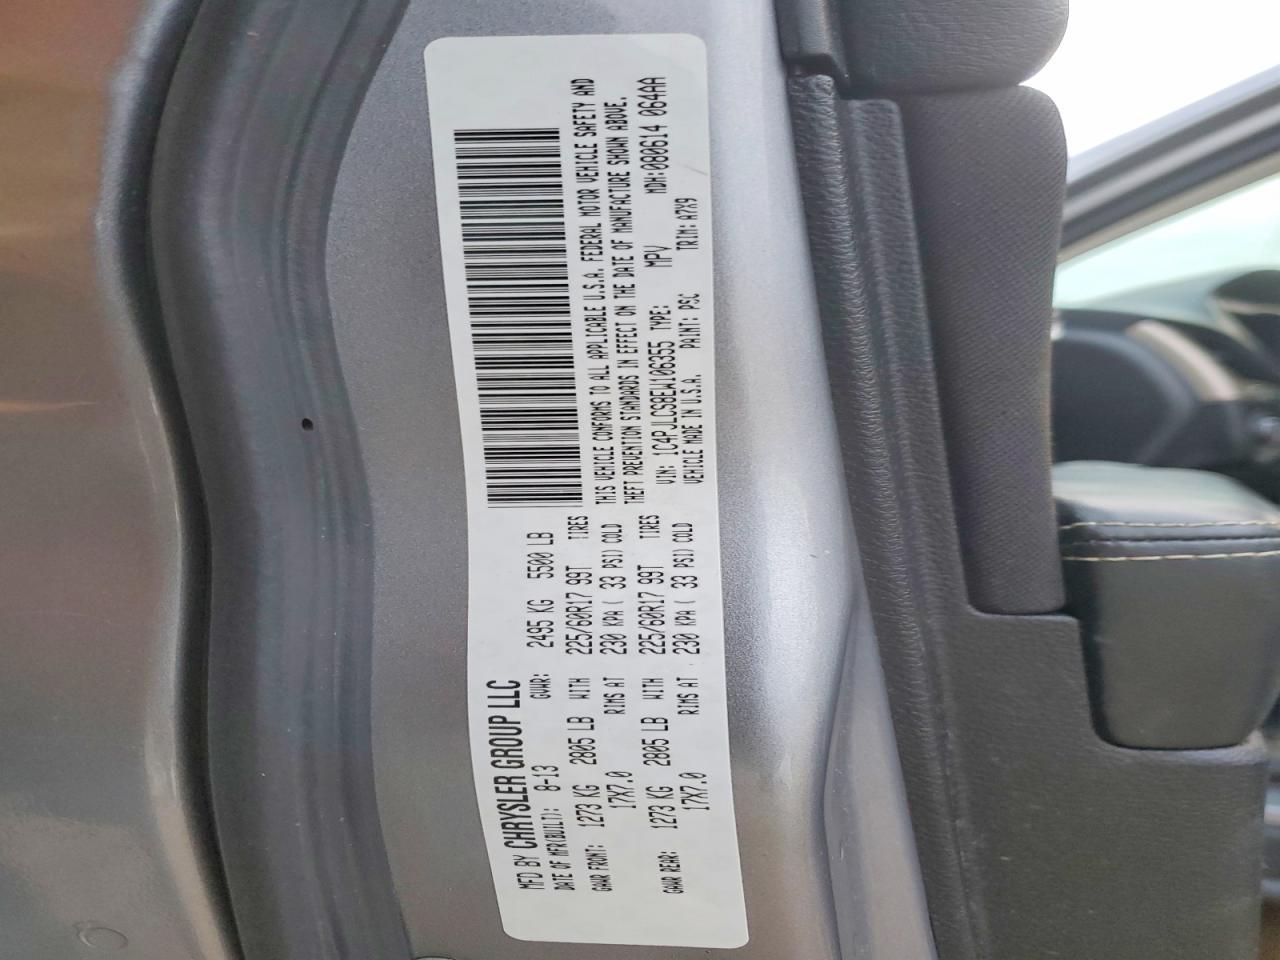 MFD BY CHRYSLER GROUP LLC
DATE OF MFR(BUILT): 8-13 GVWR: 2495 KG 5500 LB
GAWR FRONT: 1273 KG 2805 LB WITH 225/60R17 99T TIRES
17X7.0 RIMS AT 230 KPA ( 33 PSI) COLD
GAWR REAR: 1273 KG 2805 LB WITH 225/60R17 99T TIRES
17X7.0 RIMS AT 230 KPA ( 33 PSI) COLD
THIS VEHICLE CONFORMS TO ALL APPLICABLE U.S.A. FEDERAL MOTOR VEHICLE SAFETY AND
THEFT PREVENTION STANDARDS IN EFFECT ON THE DATE OF MANUFACTURE SHOWN ABOVE.
VIN: 1C4PJLCS8EW106355 TYPE: MPV MDH:080614 064AA
VEHICLE MADE IN U.S.A. PAINT: PSC TRIM: A7X9